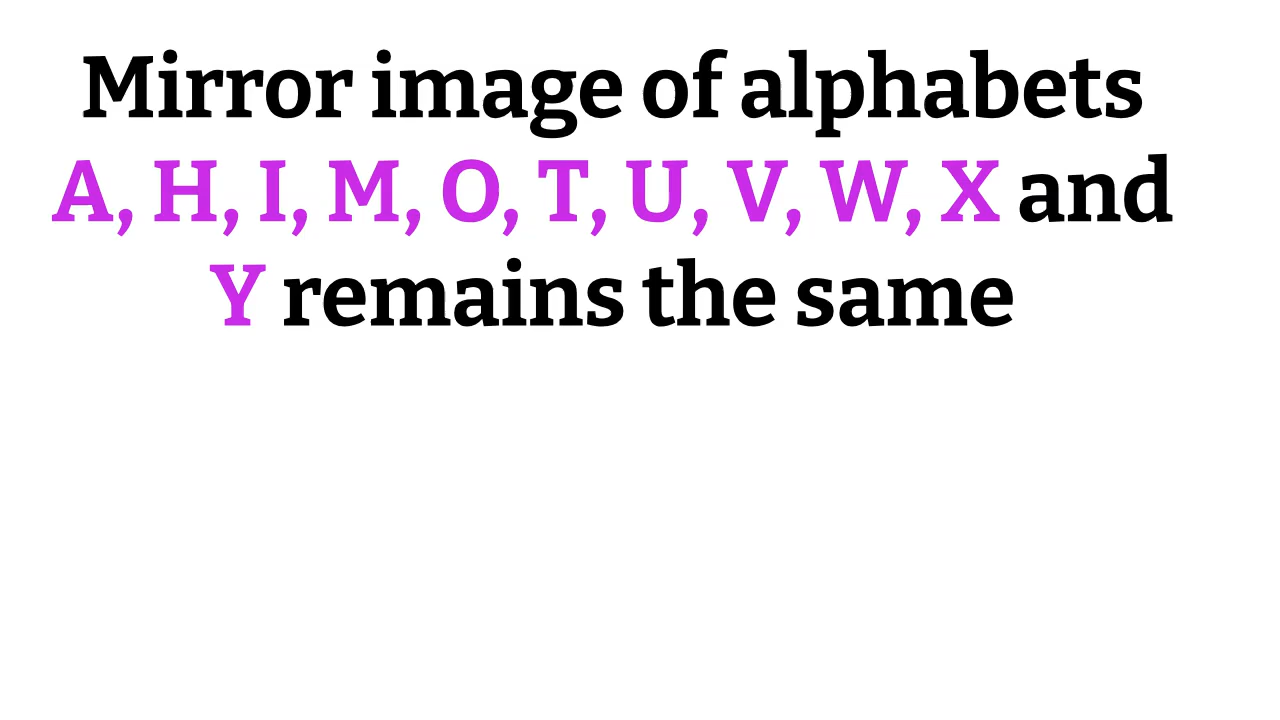 Mirror image of alphabets
A, H, I, M, O, T, U, V, W, X and
Y remains the same